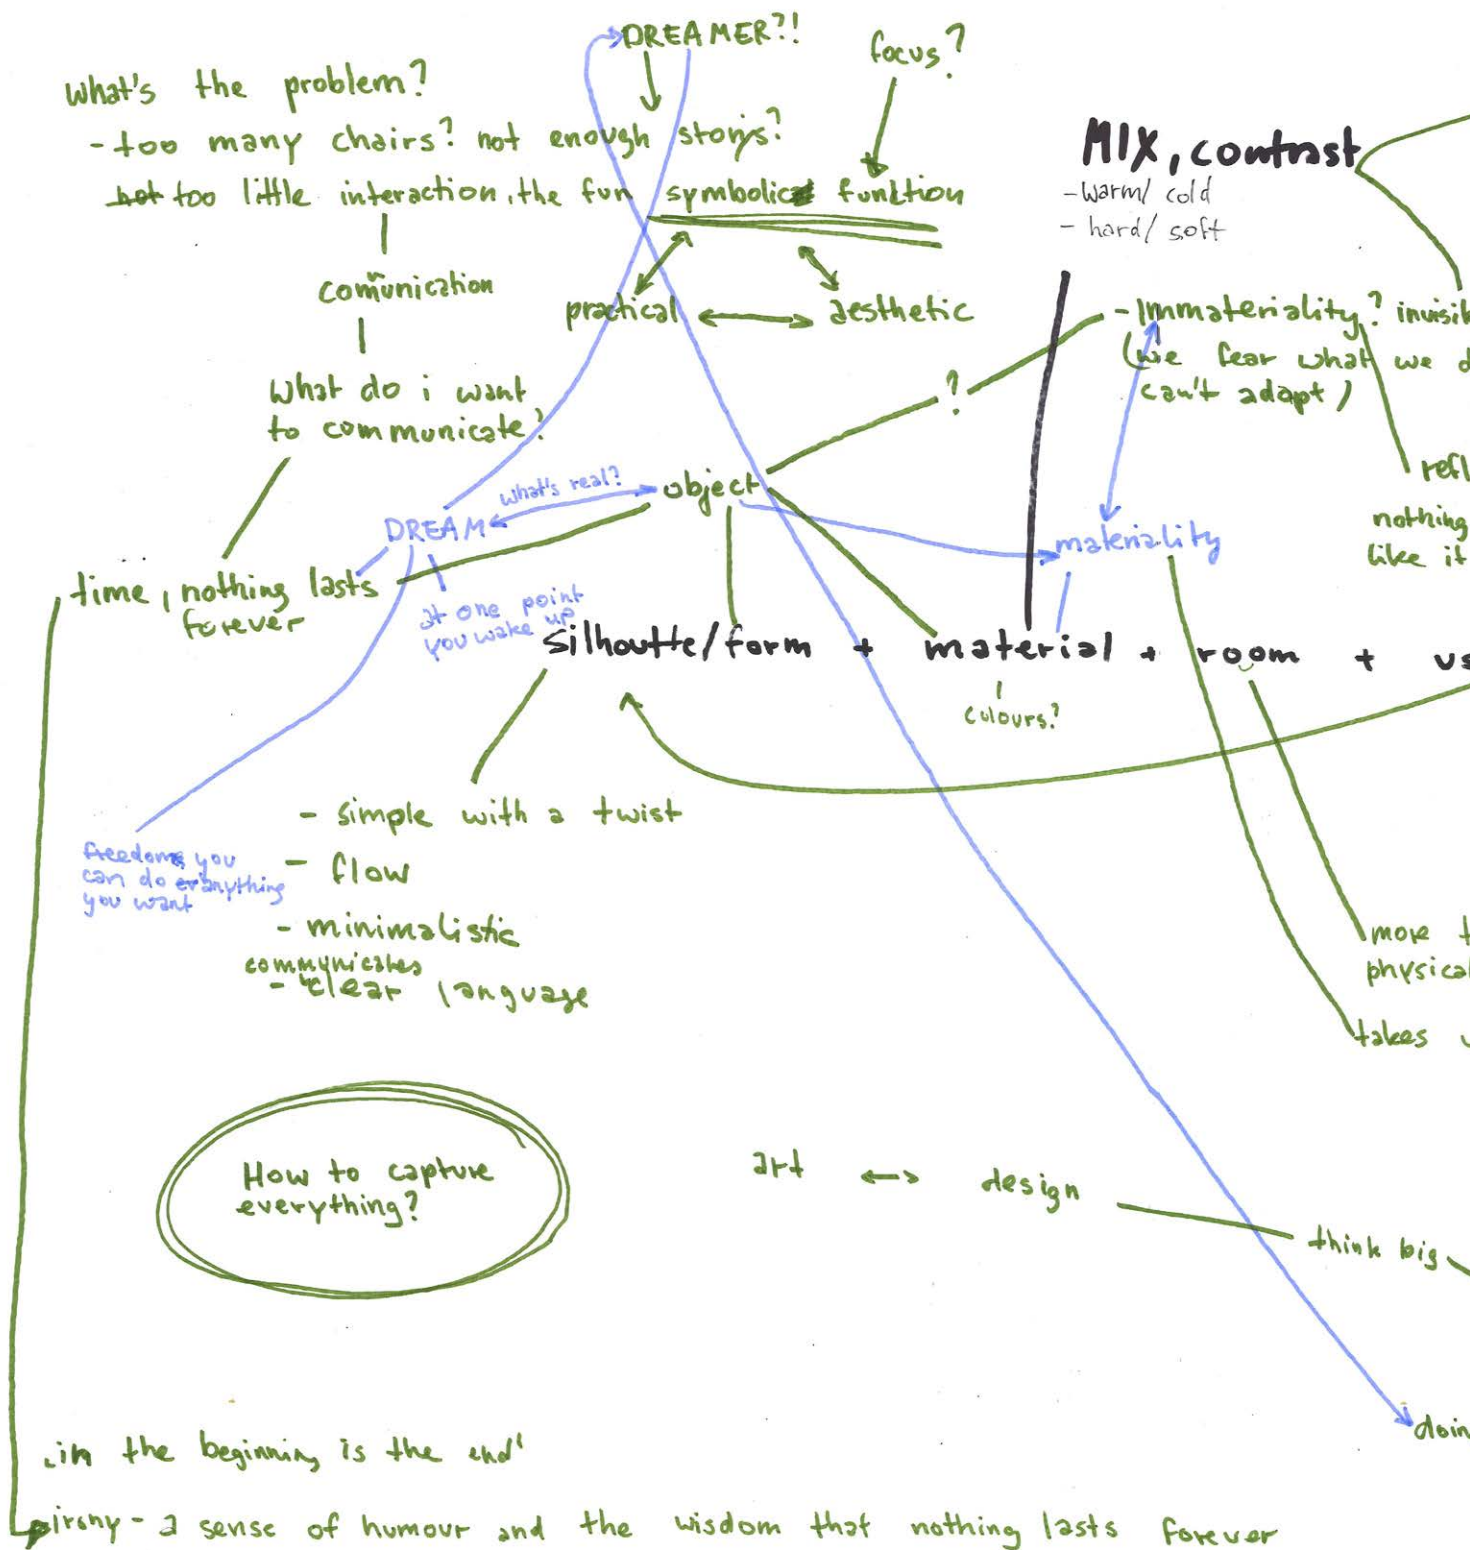 DREAMER?!
focus?
what's the problem?
- too many chairs? not enough storys?
not too little interaction, the fun symbolic function
comunication
practical
aesthetic
What do i want
to communicate?
MIX, contrast
- warm/ cold
- hard/ soft
- Immateriality? invisib
(we fear what we d
can't adapt)
?
refl
nothing
like it
what's real?
object
DREAM
materiality
time, nothing lasts
forever
at one point
you wake up
silhoutte/form + material + room + us
colours?
- simple with a twist
- flow
- minimalistic
communicates
- clear language
freedom, you
can do anything
you want
more t
physical
takes u
How to capture
everything?
art <-> design
think big
doin
"in the beginning is the end"
irony - a sense of humour and the wisdom that nothing lasts forever